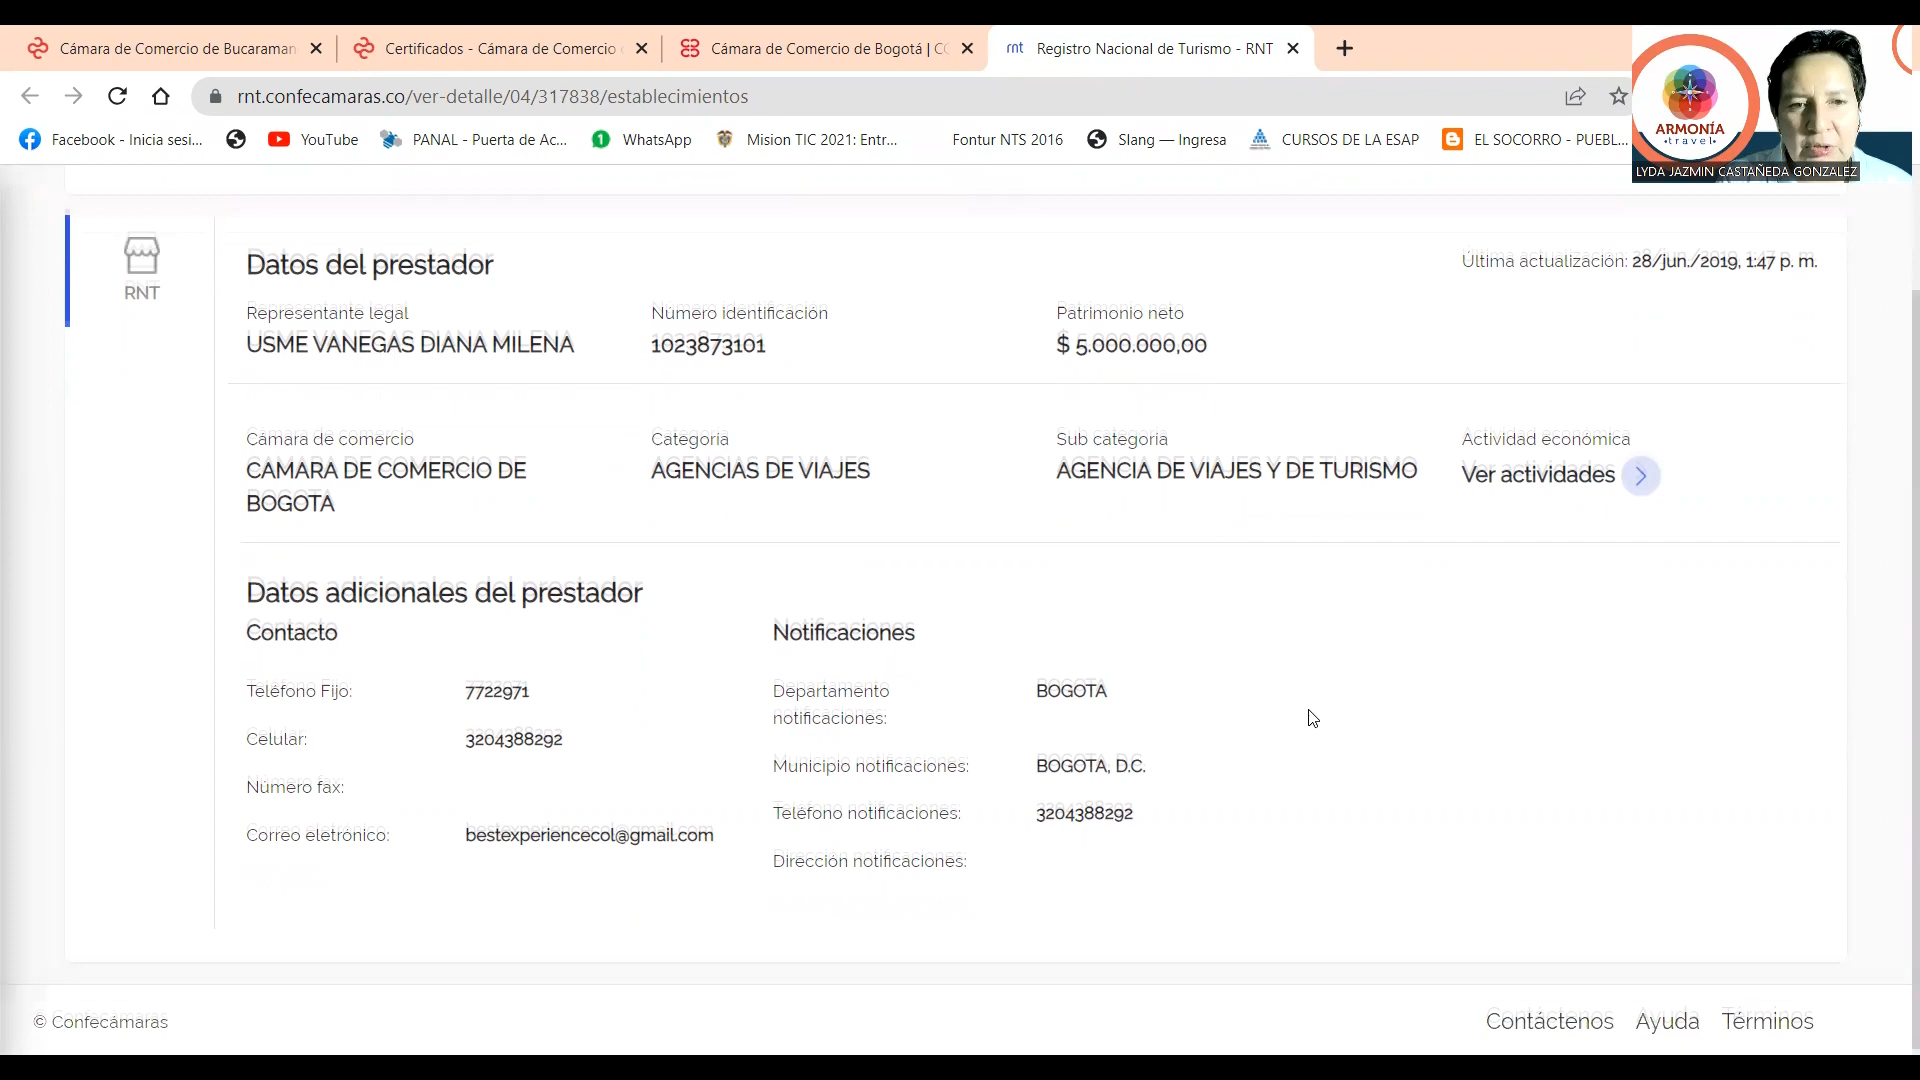 Cámara de Comercio de Bucaraman
Certificados - Cámara de Comercio
Cámara de Comercio de Bogotá | CC
rnt Registro Nacional de Turismo - RNT
rnt.confecamaras.co/ver-detalle/04/317838/establecimientos
Facebook - Inicia sesi...
YouTube
PANAL - Puerta de Ac...
1 WhatsApp
Mision TIC 2021: Entr...
Fontur NTS 2016
Slang — Ingresa
CURSOS DE LA ESAP
EL SOCORRO - PUEBL...
ARMONÍA
•travel•
LYDA JAZMIN CASTAÑEDA GONZALEZ
RNT
Datos del prestador
Última actualización: 28/jun./2019, 1:47 p. m.
Representante legal
USME VANEGAS DIANA MILENA
Número identificación
1023873101
Patrimonio neto
$ 5.000.000,00
Cámara de comercio
CAMARA DE COMERCIO DE
BOGOTA
Categoría
AGENCIAS DE VIAJES
Sub categoría
AGENCIA DE VIAJES Y DE TURISMO
Actividad económica
Ver actividades
Datos adicionales del prestador
Contacto
Teléfono Fijo: 7722971
Celular: 3204388292
Número fax:
Correo eletrónico: bestexperiencecol@gmail.com
Notificaciones
Departamento
notificaciones: BOGOTA
Municipio notificaciones: BOGOTA, D.C.
Teléfono notificaciones: 3204388292
Dirección notificaciones:
© Confecámaras
Contáctenos Ayuda Términos